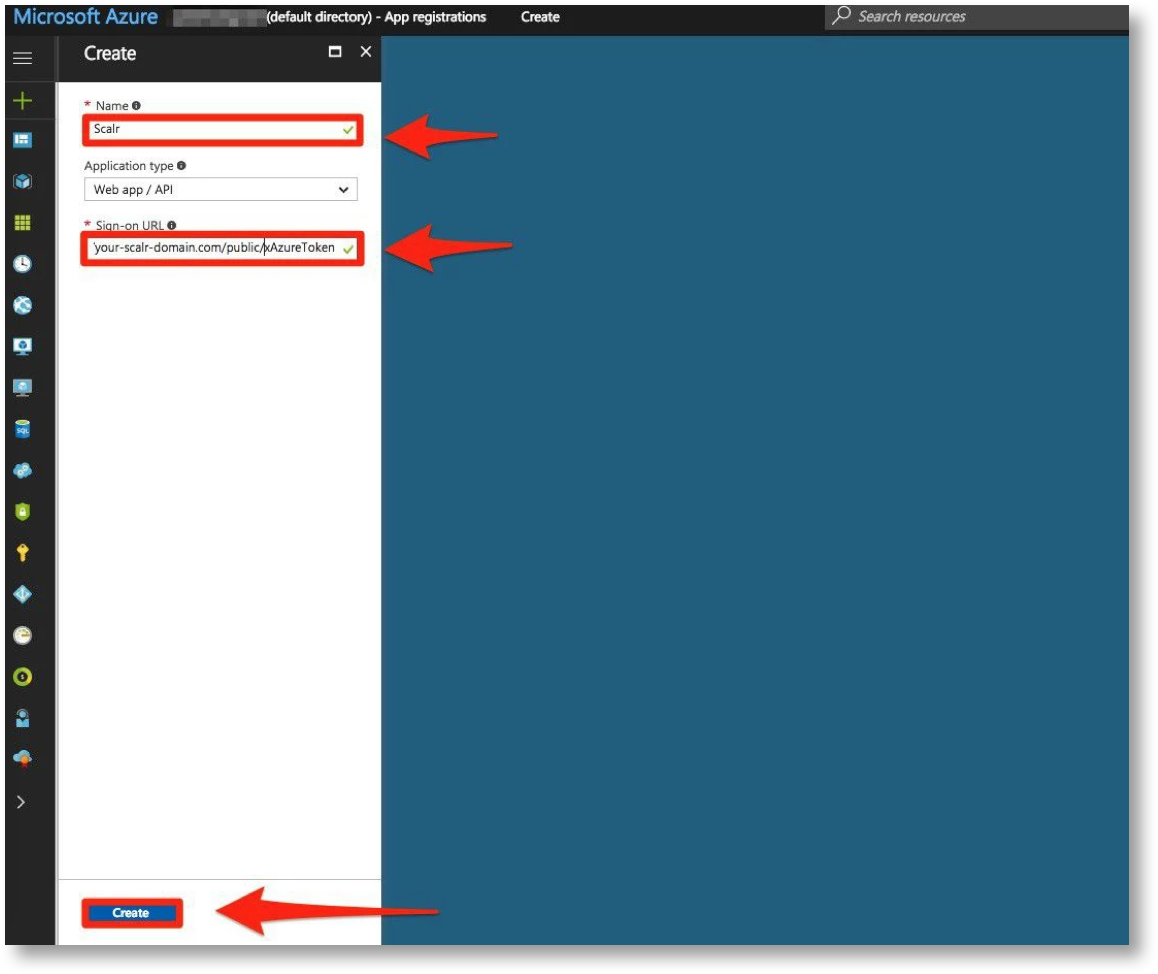 Microsoft Azure (default directory) - App registrations Create Search resources
Create
* Name
Scalr
Application type
Web app / API
* Sign-on URL
your-scalr-domain.com/public/xAzureToken
SQL
Create